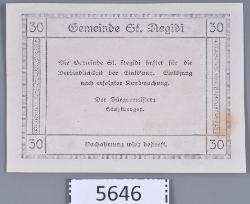 30 Gemeinde St. Aegidi 30
Die Gemeinde St. Aegidi haftet für die
Verbindlichkeit der Einlösung. Einlösung
nach erfolgter Kundmachung.
Der Bürgermeister:
30 Nachahmung wird bestraft. 30
5646